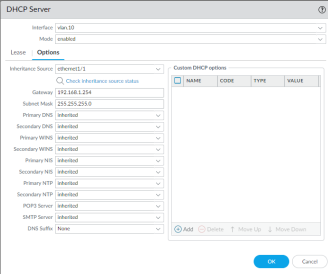 DHCP Server
Interface vlan.10
Mode enabled
Lease Options
Inheritance Source ethernet1/1
Check inheritance source status
Gateway 192.168.1.254
Subnet Mask 255.255.255.0
Primary DNS inherited
Secondary DNS inherited
Primary WINS inherited
Secondary WINS inherited
Primary NIS inherited
Secondary NIS inherited
Primary NTP inherited
Secondary NTP inherited
POP3 Server inherited
SMTP Server inherited
DNS Suffix None
Custom DHCP options
NAME CODE TYPE VALUE
Add Delete Move Up Move Down
OK Cancel